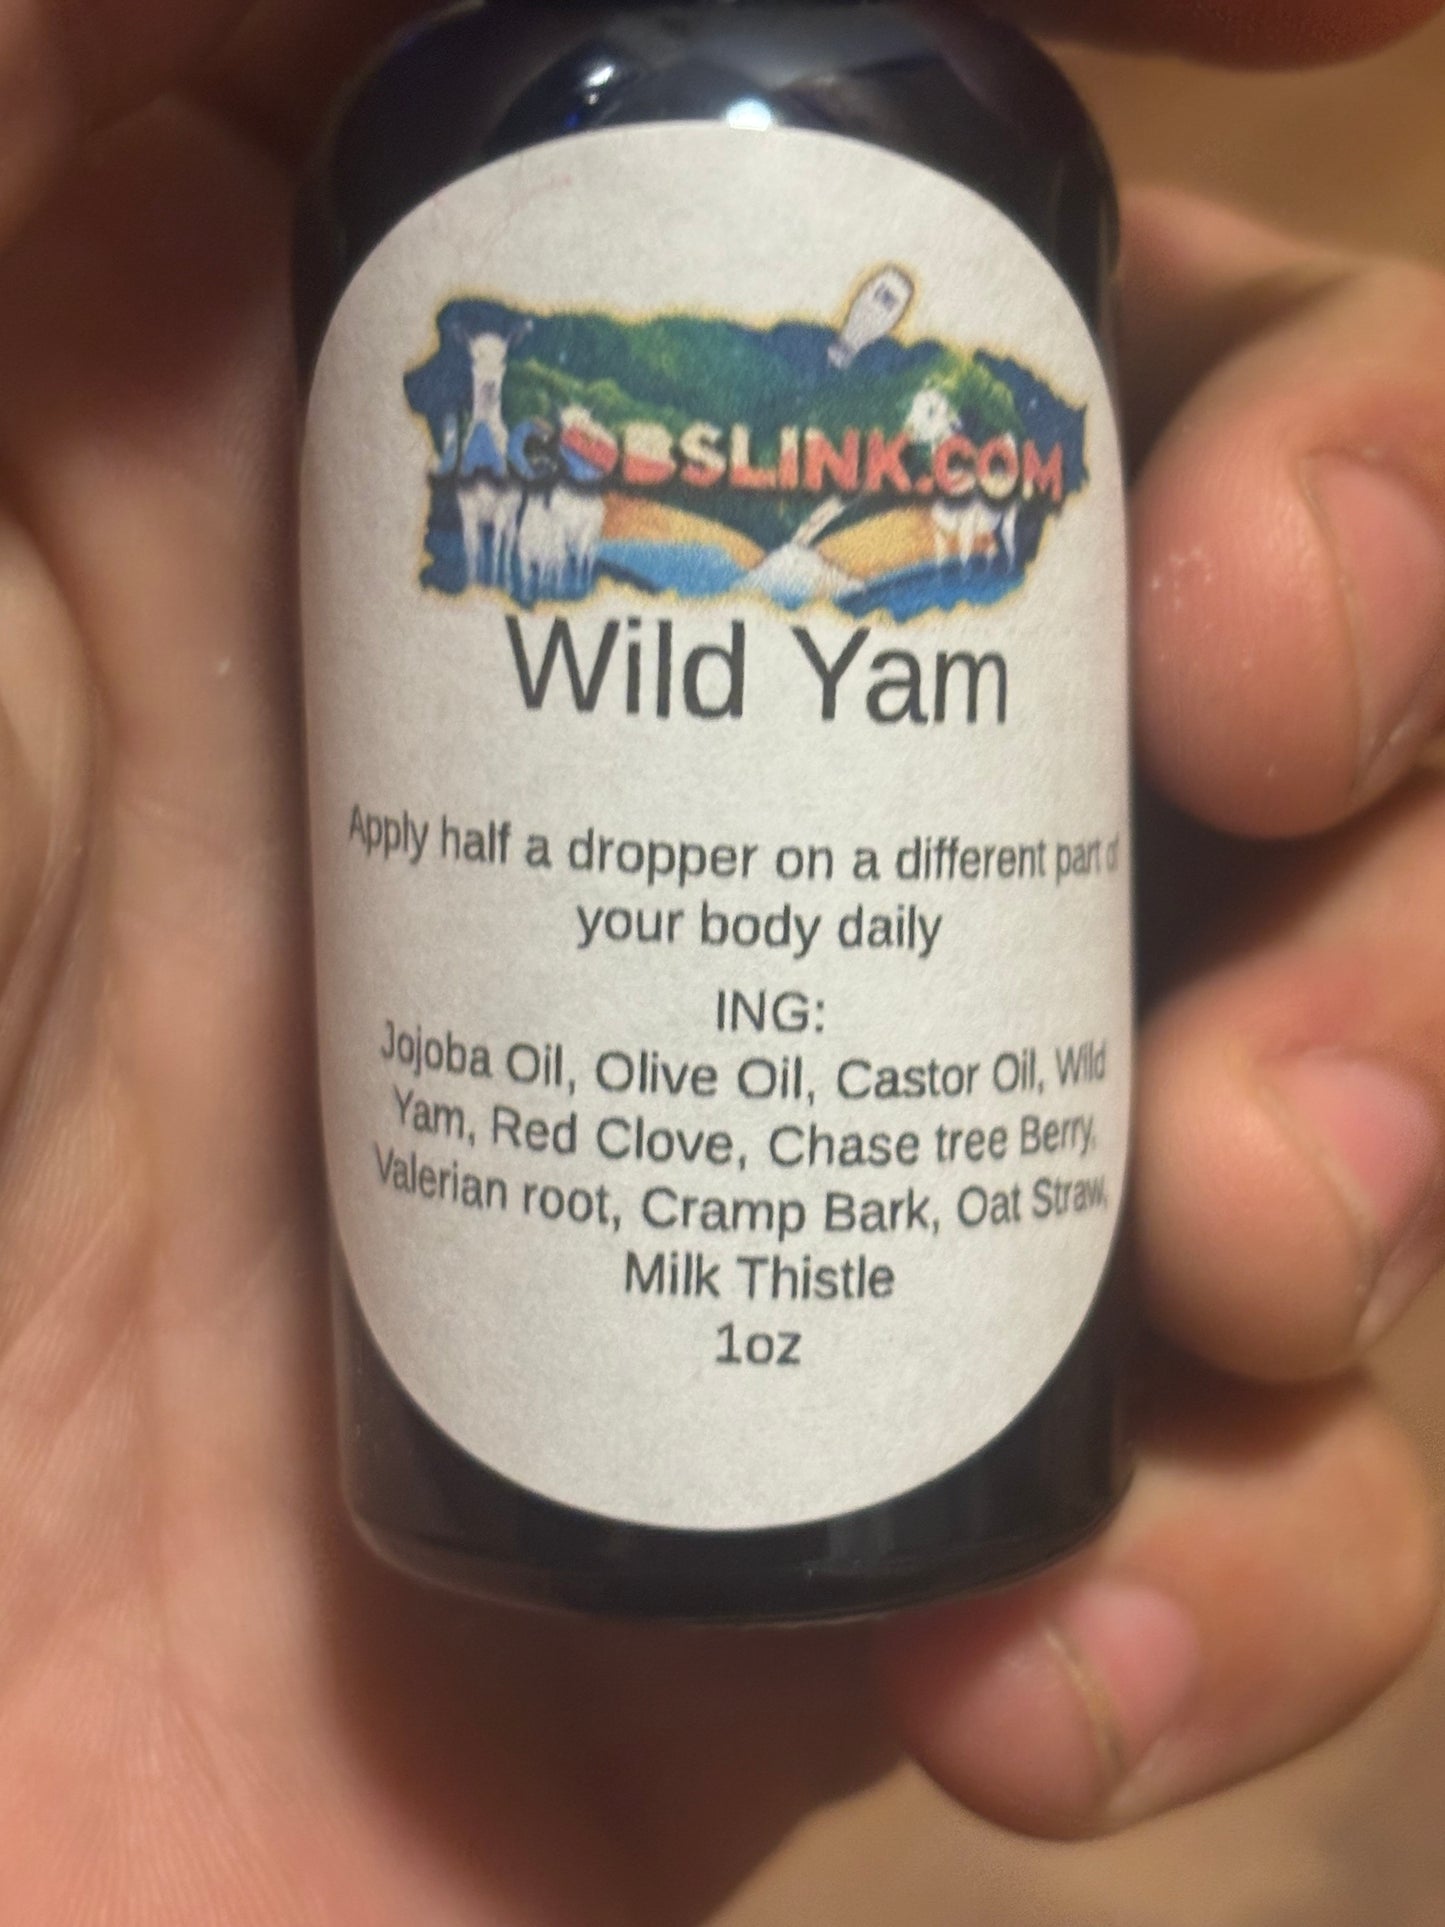 JACOBSLINK.COM
Wild Yam
Apply half a dropper on a different part of
your body daily
ING:
Jojoba Oil, Olive Oil, Castor Oil, Wild
Yam, Red Clove, Chase tree Berry,
Valerian root, Cramp Bark, Oat Straw,
Milk Thistle
1oz